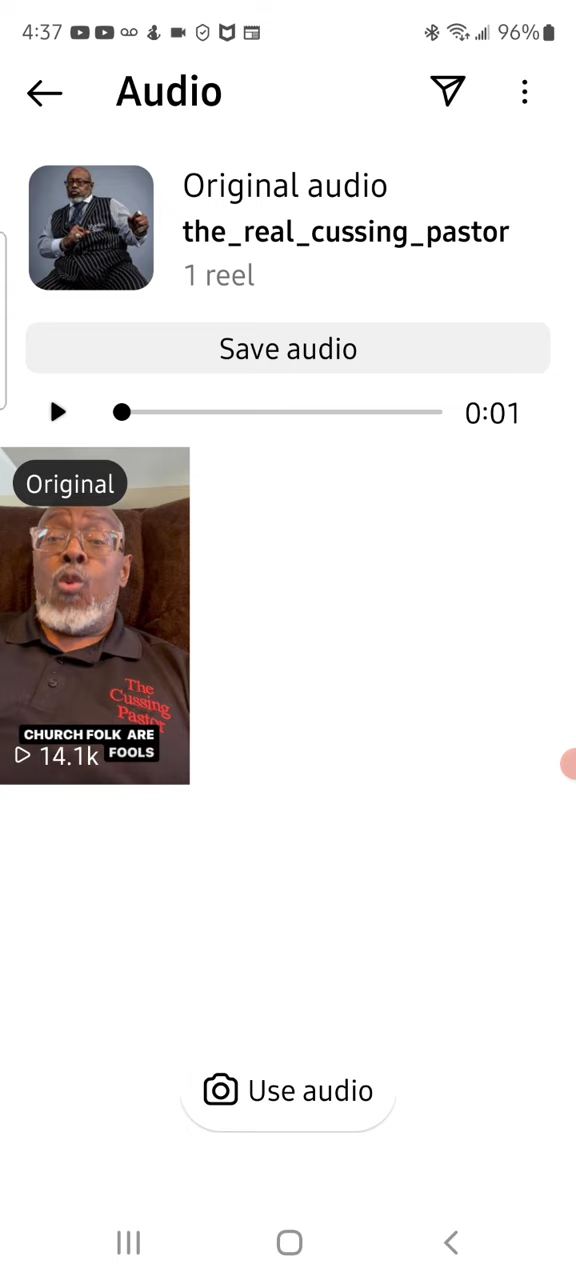 4:37
96%
Audio
Original audio
the_real_cussing_pastor
1 reel
Save audio
0:01
Original
The
Cussing
Pastor
CHURCH FOLK ARE
14.1k FOOLS
Use audio